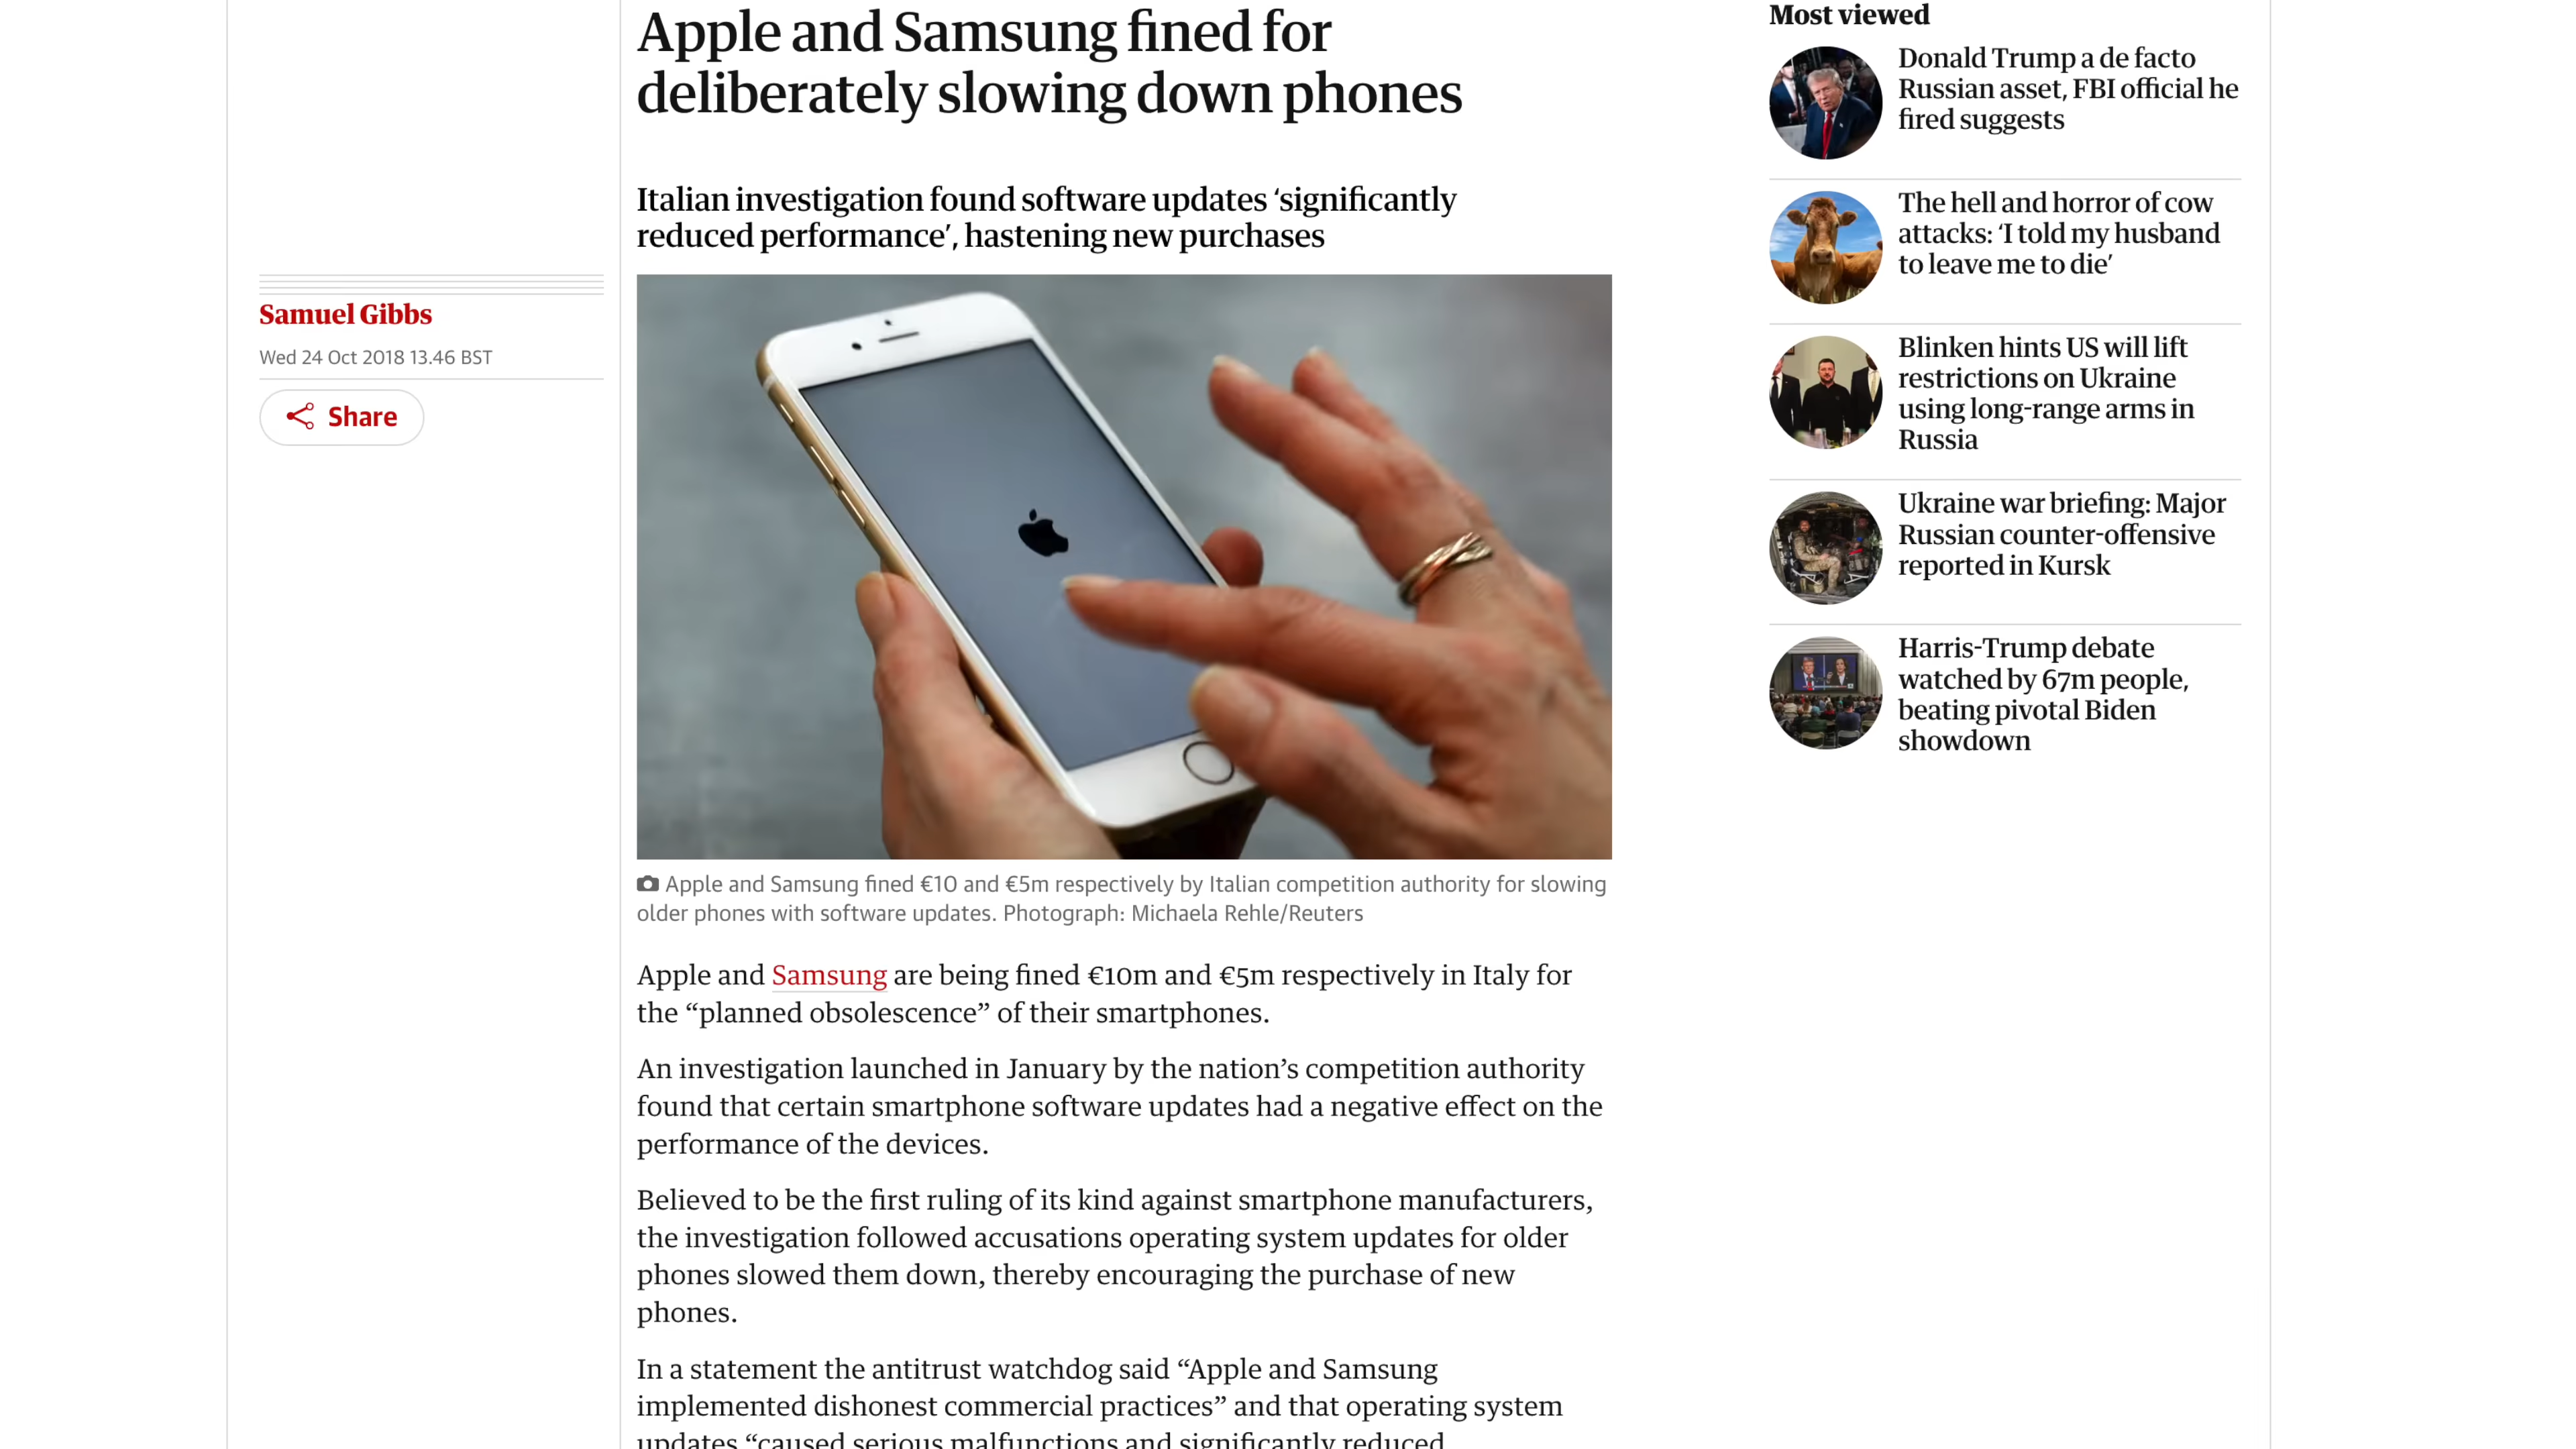 Apple and Samsung fined for
deliberately slowing down phones
Italian investigation found software updates ‘significantly
reduced performance’, hastening new purchases
Samuel Gibbs
Wed 24 Oct 2018 13.46 BST
Share
Apple and Samsung fined €10 and €5m respectively by Italian competition authority for slowing
older phones with software updates. Photograph: Michaela Rehle/Reuters
Apple and Samsung are being fined €10m and €5m respectively in Italy for
the “planned obsolescence” of their smartphones.
An investigation launched in January by the nation’s competition authority
found that certain smartphone software updates had a negative effect on the
performance of the devices.
Believed to be the first ruling of its kind against smartphone manufacturers,
the investigation followed accusations operating system updates for older
phones slowed them down, thereby encouraging the purchase of new
phones.
In a statement the antitrust watchdog said “Apple and Samsung
implemented dishonest commercial practices” and that operating system
updates “caused serious malfunctions and significantly reduced
Most viewed
Donald Trump a de facto
Russian asset, FBI official he
fired suggests
The hell and horror of cow
attacks: ‘I told my husband
to leave me to die’
Blinken hints US will lift
restrictions on Ukraine
using long-range arms in
Russia
Ukraine war briefing: Major
Russian counter-offensive
reported in Kursk
Harris-Trump debate
watched by 67m people,
beating pivotal Biden
showdown